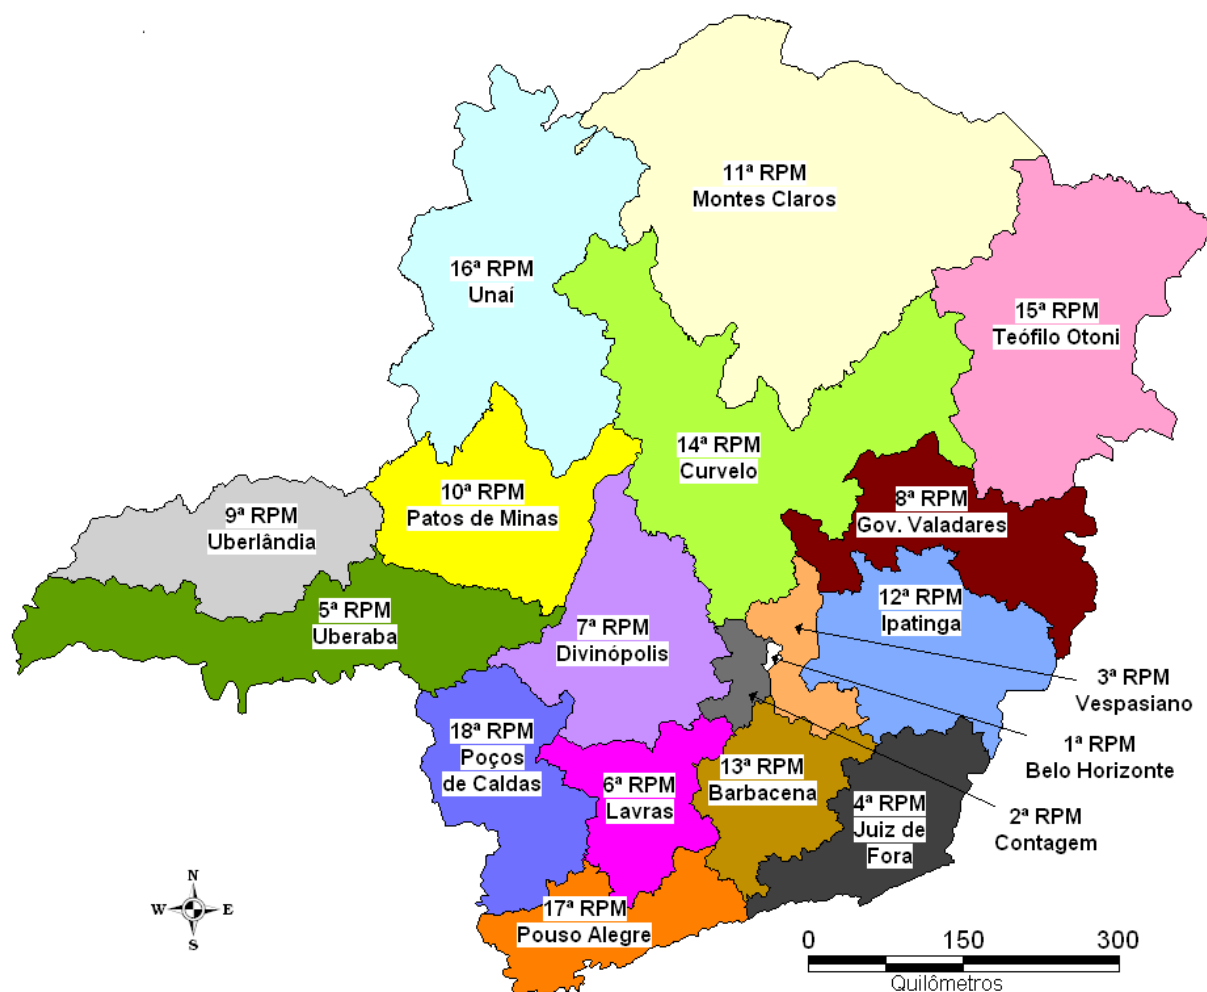 11ª RPM
Montes Claros
16ª RPM
Unaí
15ª RPM
Teófilo Otoni
14ª RPM
Curvelo
10ª RPM
Patos de Minas
8ª RPM
Gov. Valadares
9ª RPM
Uberlândia
5ª RPM
Uberaba
12ª RPM
Ipatinga
7ª RPM
Divinópolis
3ª RPM
Vespasiano
18ª RPM
Poços
de Caldas
1ª RPM
Belo Horizonte
13ª RPM
Barbacena
6ª RPM
Lavras
4ª RPM
Juiz de
Fora
2ª RPM
Contagem
17ª RPM
Pouso Alegre
N
W E
S
0 150 300
Quilômetros